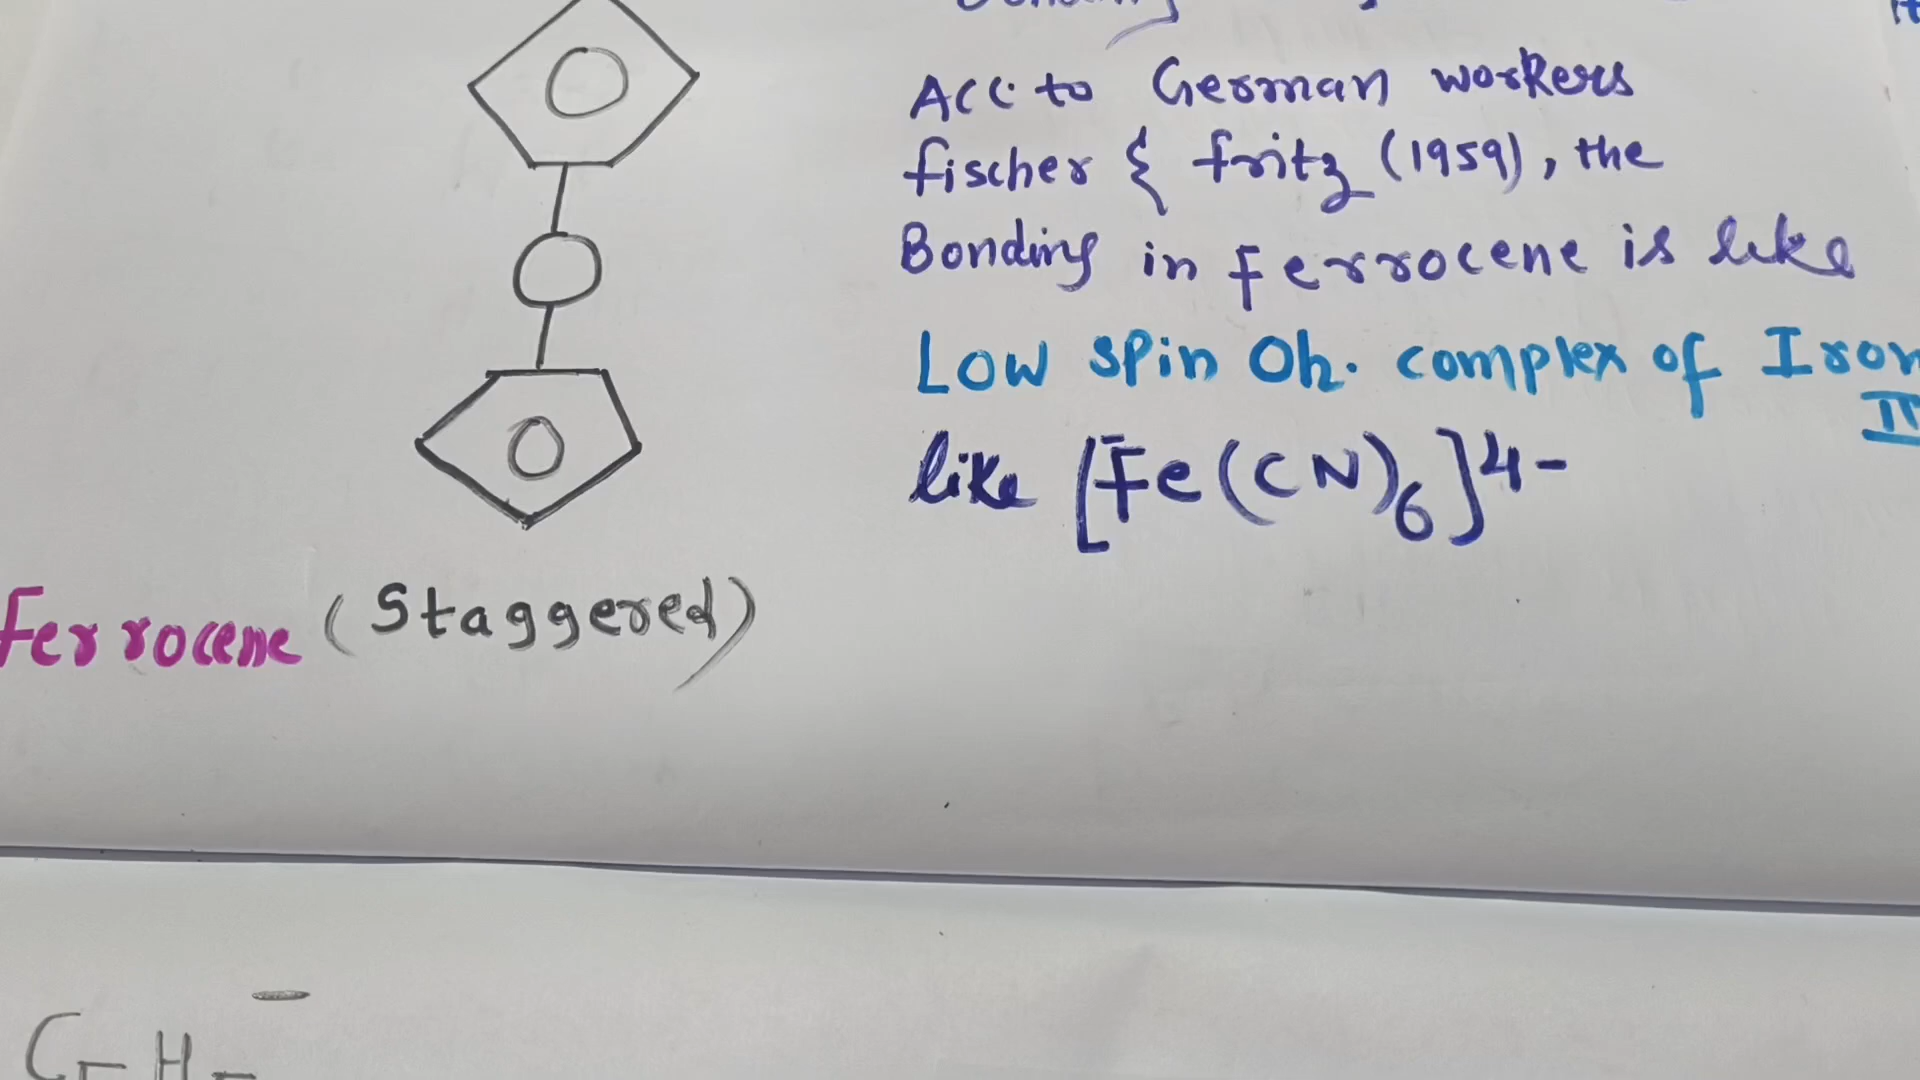 Acc. to German workers
fischer & fritz (1959), the
Bonding in Ferrocene is like
Low spin Oh. complex of Iron
II
like [Fe(CN)6]4-
Ferrocene (Staggered)
C5H5-